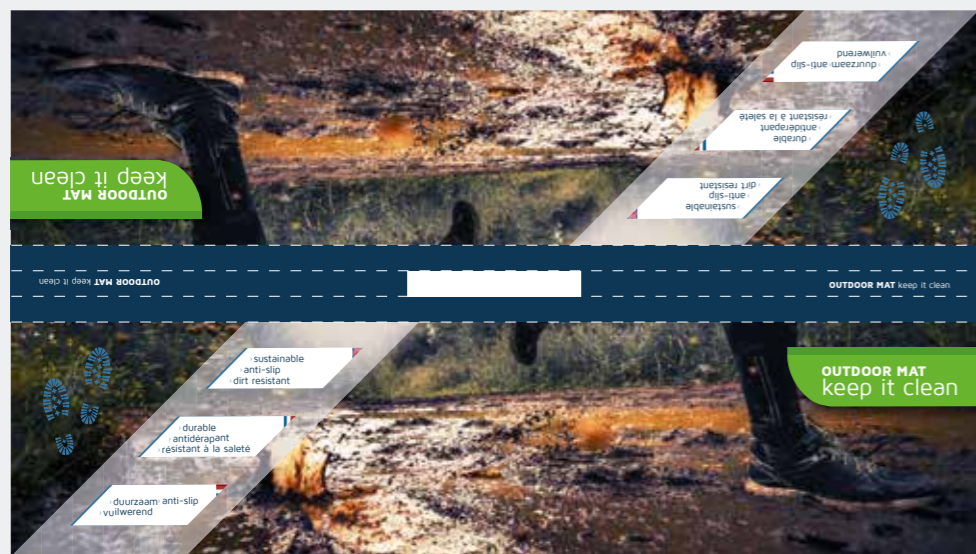 › duurzaam › anti-slip
› vuilwerend
› durable
› antidérapant
› résistant à la saleté
› sustainable
› anti-slip
› dirt resistant
OUTDOOR MAT
keep it clean
OUTDOOR MAT keep it clean
OUTDOOR MAT keep it clean
› sustainable
› anti-slip
› dirt resistant
OUTDOOR MAT
keep it clean
› durable
› antidérapant
› résistant à la saleté
› duurzaam › anti-slip
› vuilwerend